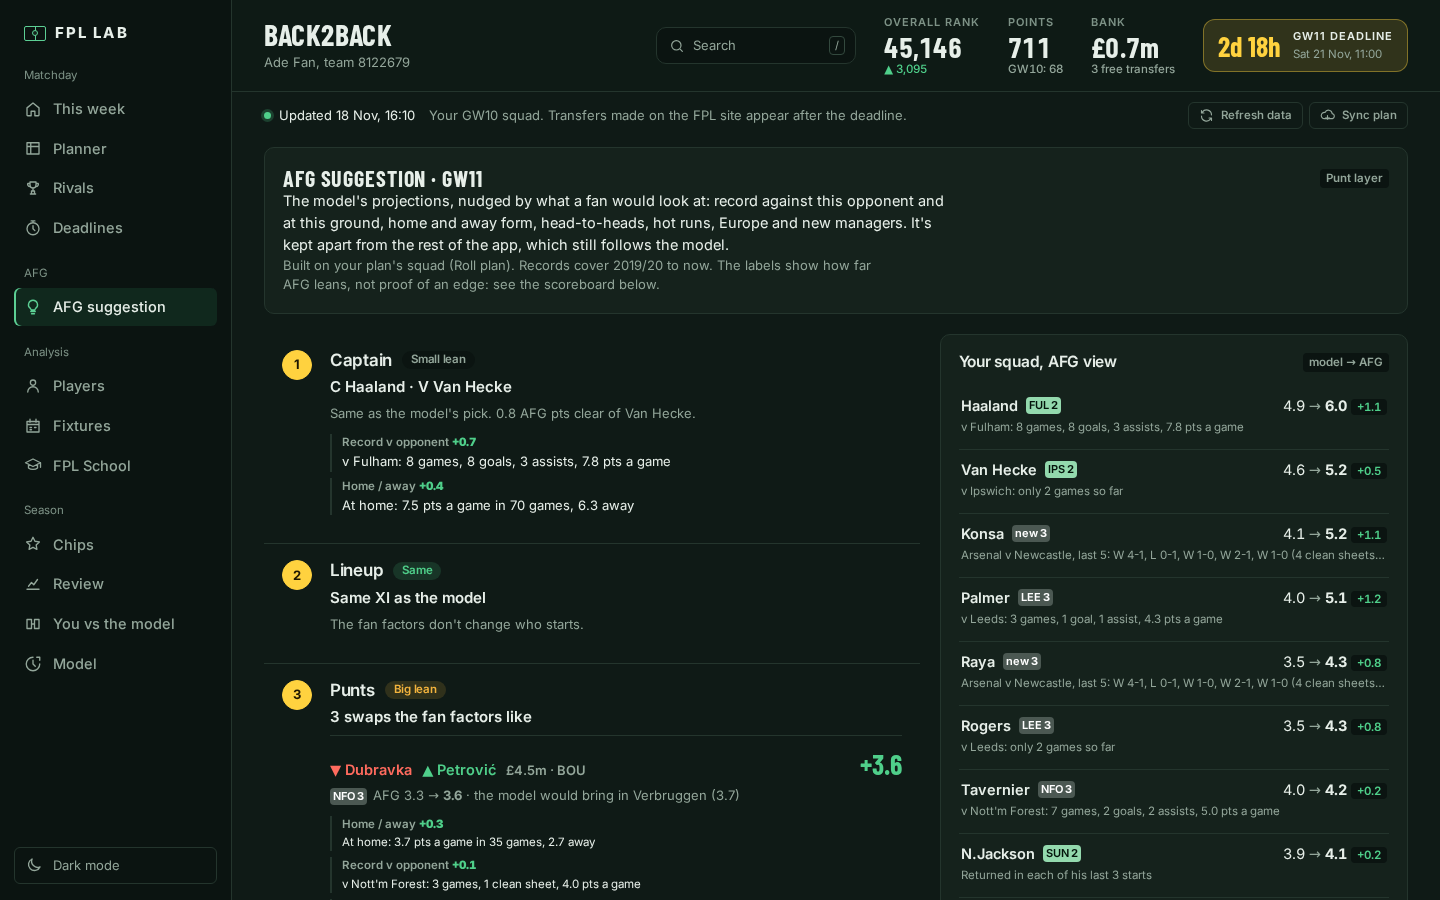 FPL LAB
Matchday
This week
Planner
Rivals
Deadlines
AFG
AFG suggestion
Analysis
Players
Fixtures
FPL School
Season
Chips
Review
You vs the model
Model
Dark mode
BACK2BACK
Ade Fan, team 8122679
Search
/
OVERALL RANK
45,146
▲ 3,095
POINTS
711
GW10: 68
BANK
£0.7m
3 free transfers
2d 18h
GW11 DEADLINE
Sat 21 Nov, 11:00
Updated 18 Nov, 16:10
Your GW10 squad. Transfers made on the FPL site appear after the deadline.
Refresh data
Sync plan
AFG SUGGESTION · GW11
Punt layer
The model's projections, nudged by what a fan would look at: record against this opponent and
at this ground, home and away form, head-to-heads, hot runs, Europe and new managers. It's
kept apart from the rest of the app, which still follows the model.
Built on your plan's squad (Roll plan). Records cover 2019/20 to now. The labels show how far
AFG leans, not proof of an edge: see the scoreboard below.
1
Captain
Small lean
C Haaland · V Van Hecke
Same as the model's pick. 0.8 AFG pts clear of Van Hecke.
Record v opponent +0.7
v Fulham: 8 games, 8 goals, 3 assists, 7.8 pts a game
Home / away +0.4
At home: 7.5 pts a game in 70 games, 6.3 away
2
Lineup
Same
Same XI as the model
The fan factors don't change who starts.
3
Punts
Big lean
3 swaps the fan factors like
▼ Dubravka ▲ Petrović £4.5m · BOU
+3.6
NFO 3 AFG 3.3 → 3.6 · the model would bring in Verbruggen (3.7)
Home / away +0.3
At home: 3.7 pts a game in 35 games, 2.7 away
Record v opponent +0.1
v Nott'm Forest: 3 games, 1 clean sheet, 4.0 pts a game
Your squad, AFG view
model → AFG
Haaland FUL 2 4.9 → 6.0 +1.1
v Fulham: 8 games, 8 goals, 3 assists, 7.8 pts a game
Van Hecke IPS 2 4.6 → 5.2 +0.5
v Ipswich: only 2 games so far
Konsa new 3 4.1 → 5.2 +1.1
Arsenal v Newcastle, last 5: W 4-1, L 0-1, W 1-0, W 2-1, W 1-0 (4 clean sheets...
Palmer LEE 3 4.0 → 5.1 +1.2
v Leeds: 3 games, 1 goal, 1 assist, 4.3 pts a game
Raya new 3 3.5 → 4.3 +0.8
Arsenal v Newcastle, last 5: W 4-1, L 0-1, W 1-0, W 2-1, W 1-0 (4 clean sheets...
Rogers LEE 3 3.5 → 4.3 +0.8
v Leeds: only 2 games so far
Tavernier NFO 3 4.0 → 4.2 +0.2
v Nott'm Forest: 7 games, 2 goals, 2 assists, 5.0 pts a game
N.Jackson SUN 2 3.9 → 4.1 +0.2
Returned in each of his last 3 starts